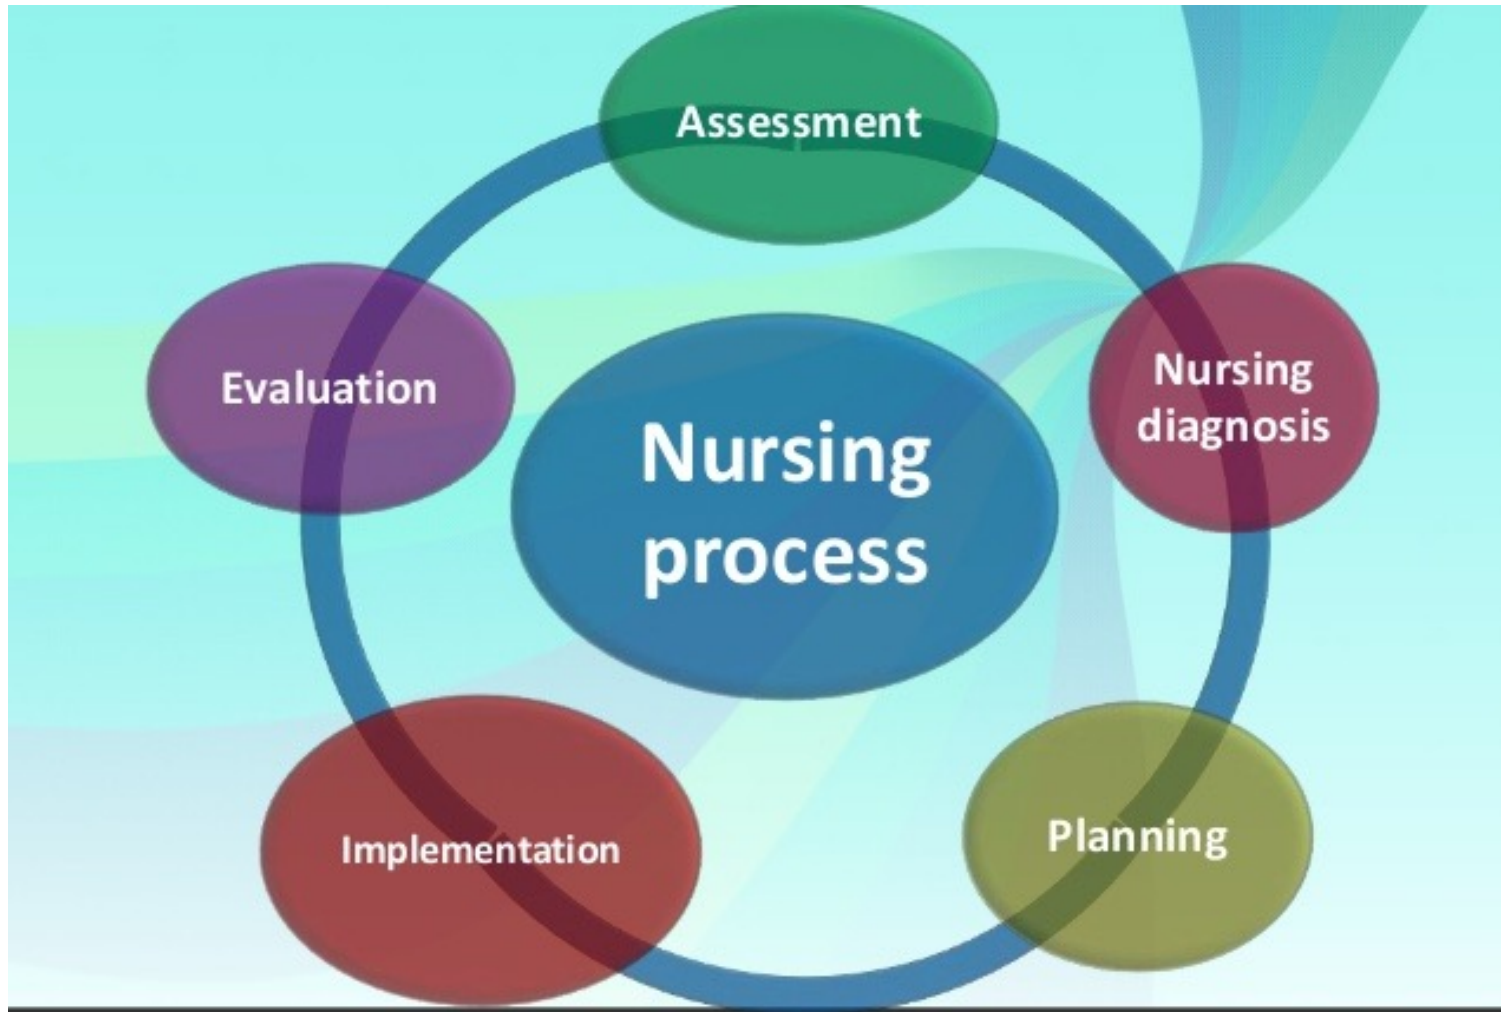 Assessment
Nursing
diagnosis
Planning
Implementation
Evaluation
Nursing
process